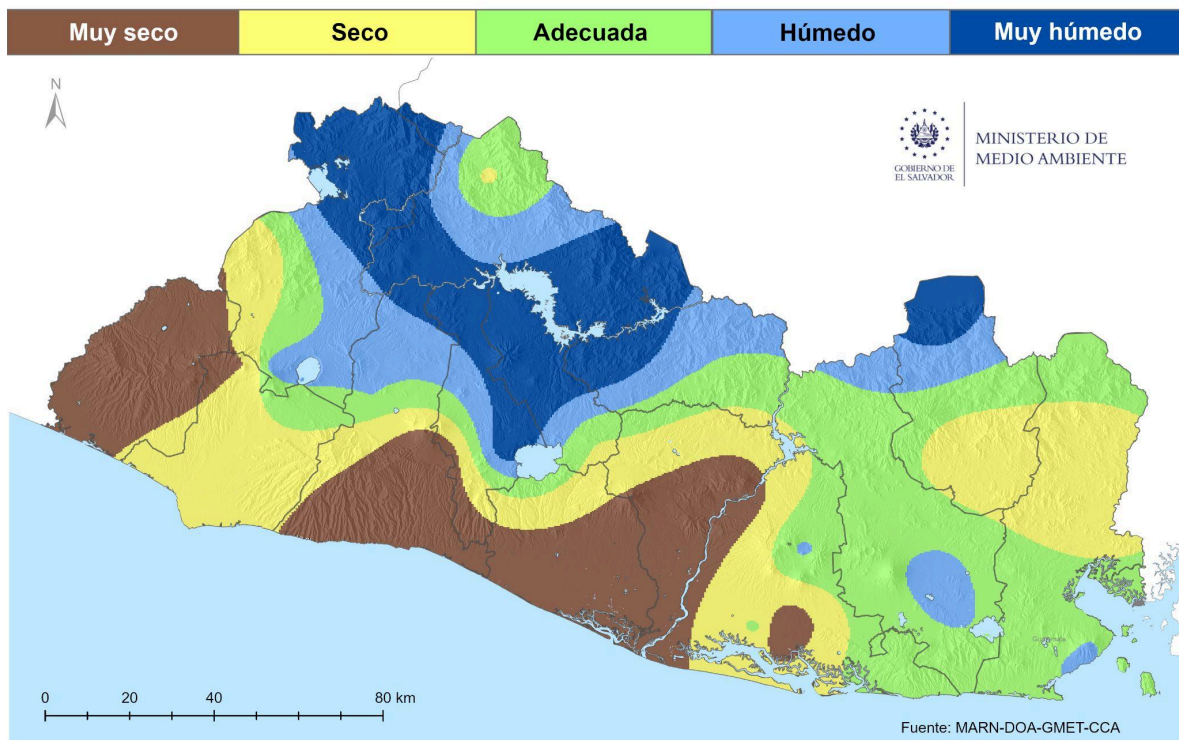 Muy seco
Seco
Adecuada
Húmedo
Muy húmedo
N
GOBIERNO DE
EL SALVADOR
MINISTERIO DE
MEDIO AMBIENTE
0 20 40 80 km
Fuente: MARN-DOA-GMET-CCA